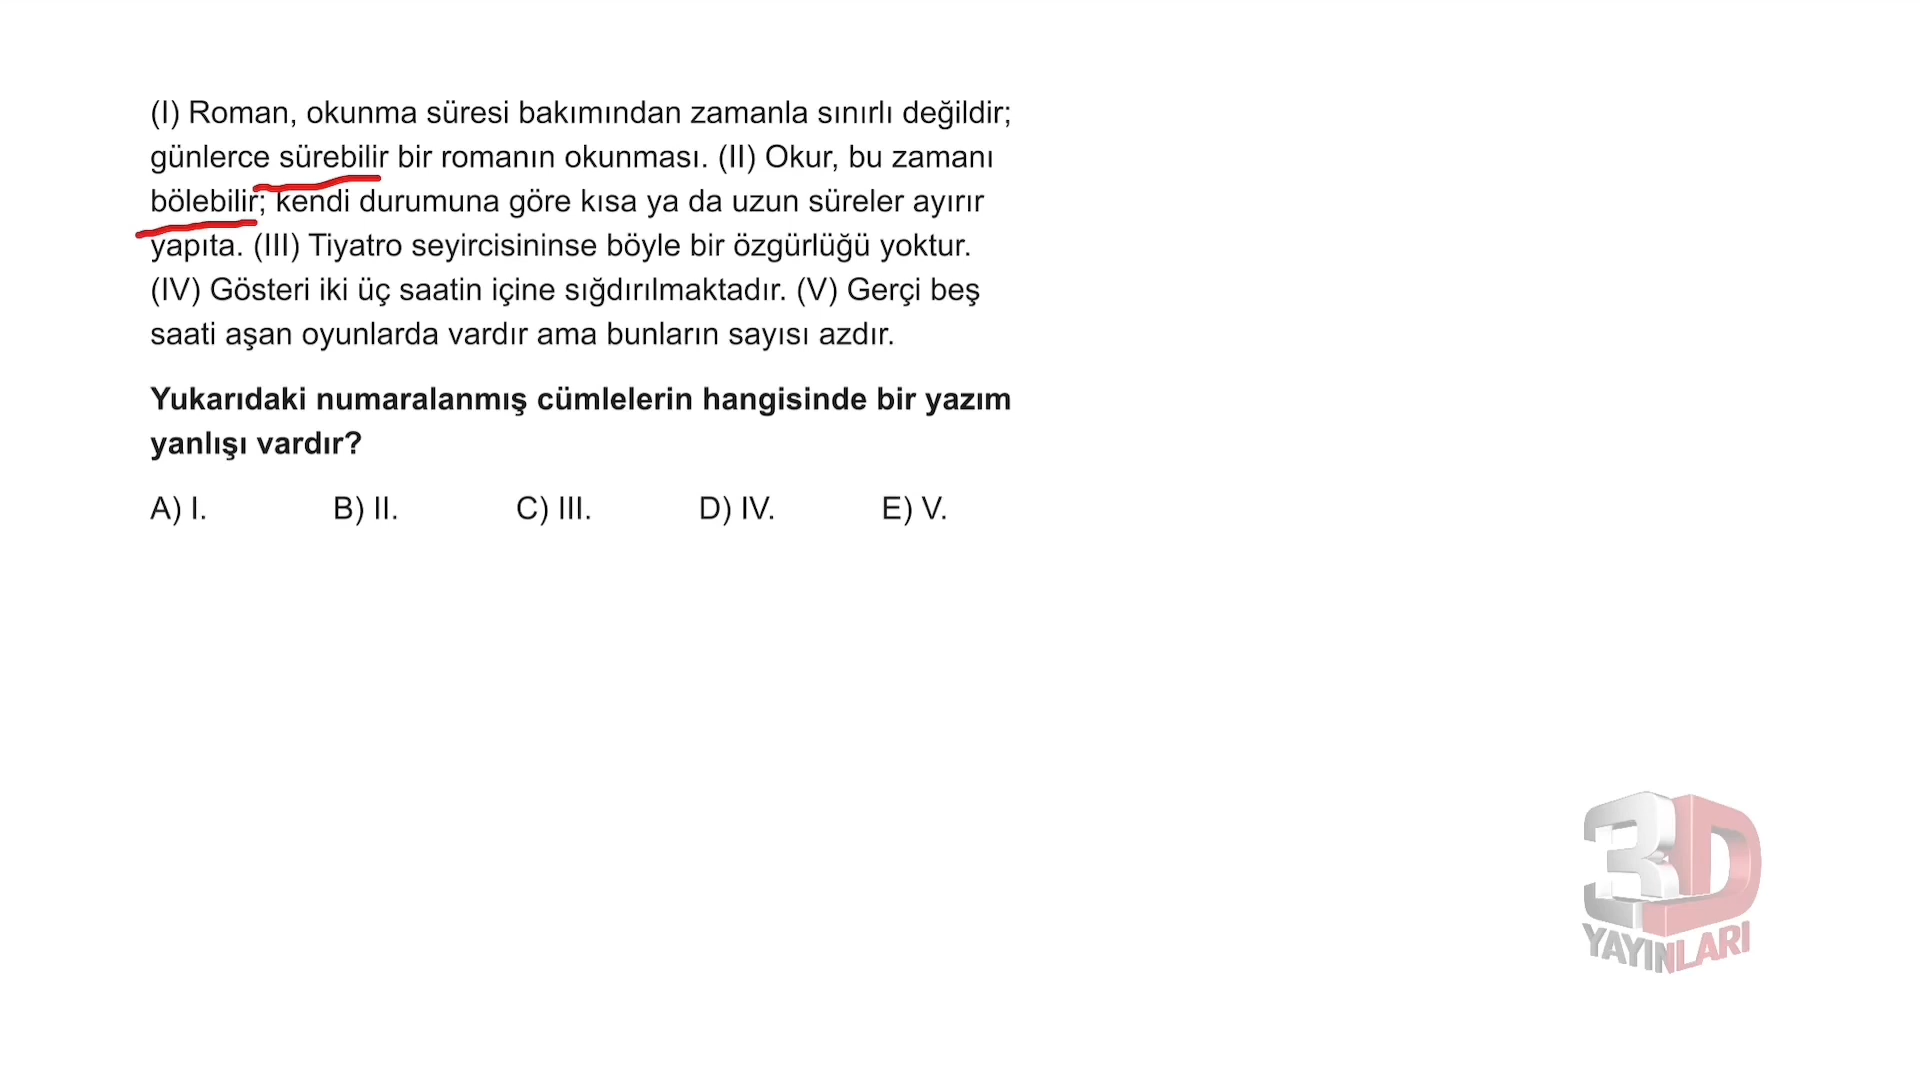 (I) Roman, okunma süresi bakımından zamanla sınırlı değildir;
günlerce sürebilir bir romanın okunması. (II) Okur, bu zamanı
bölebilir; kendi durumuna göre kısa ya da uzun süreler ayırır
yapıta. (III) Tiyatro seyircisininse böyle bir özgürlüğü yoktur.
(IV) Gösteri iki üç saatin içine sığdırılmaktadır. (V) Gerçi beş
saati aşan oyunlarda vardır ama bunların sayısı azdır.
Yukarıdaki numaralanmış cümlelerin hangisinde bir yazım
yanlışı vardır?
A) I. B) II. C) III. D) IV. E) V.
3D
YAYINLARI